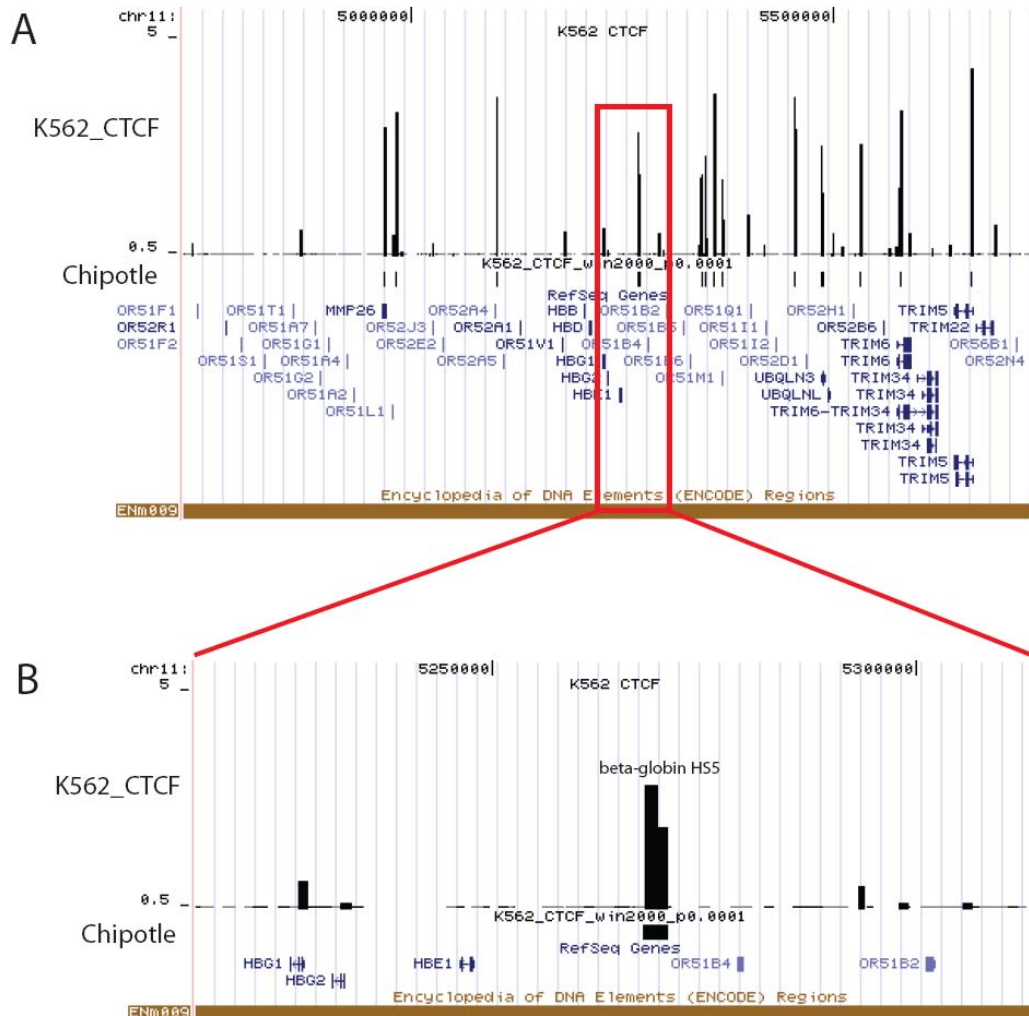 A
chr11:
5000000
5500000
5
K562 CTCF
K562_CTCF
0.5
Chipotle
K562_CTCF_win2000_p0.0001
RefSeq Genes
OR51F1 OR51T1 MMP26 OR52A4 HBB OR51B2 OR51Q1 OR52H1 TRIM5
OR52R1 OR51A7 OR52J3 OR52A1 HBD OR51B5 OR51I1 OR52B6 TRIM22
OR51F2 OR51G1 OR52E2 OR51V1 OR51B4 OR51I2 TRIM6 OR56B1
OR51S1 OR51A4 OR52A5 HBG1 OR51B6 OR52D1 TRIM6 OR52N4
OR51G2 HBG2 OR51M1 UBQLN3 TRIM34
OR51A2 HBE1 UBQLNL TRIM34
OR51L1 TRIM6-TRIM34
TRIM34
TRIM34
TRIM5
TRIM5
Encyclopedia of DNA Elements (ENCODE) Regions
ENm009
B
chr11:
5250000
5300000
5
K562 CTCF
beta-globin HS5
K562_CTCF
0.5
Chipotle
K562_CTCF_win2000_p0.0001
RefSeq Genes
HBG1 HBE1 OR51B4 OR51B2
HBG2
Encyclopedia of DNA Elements (ENCODE) Regions
ENm009